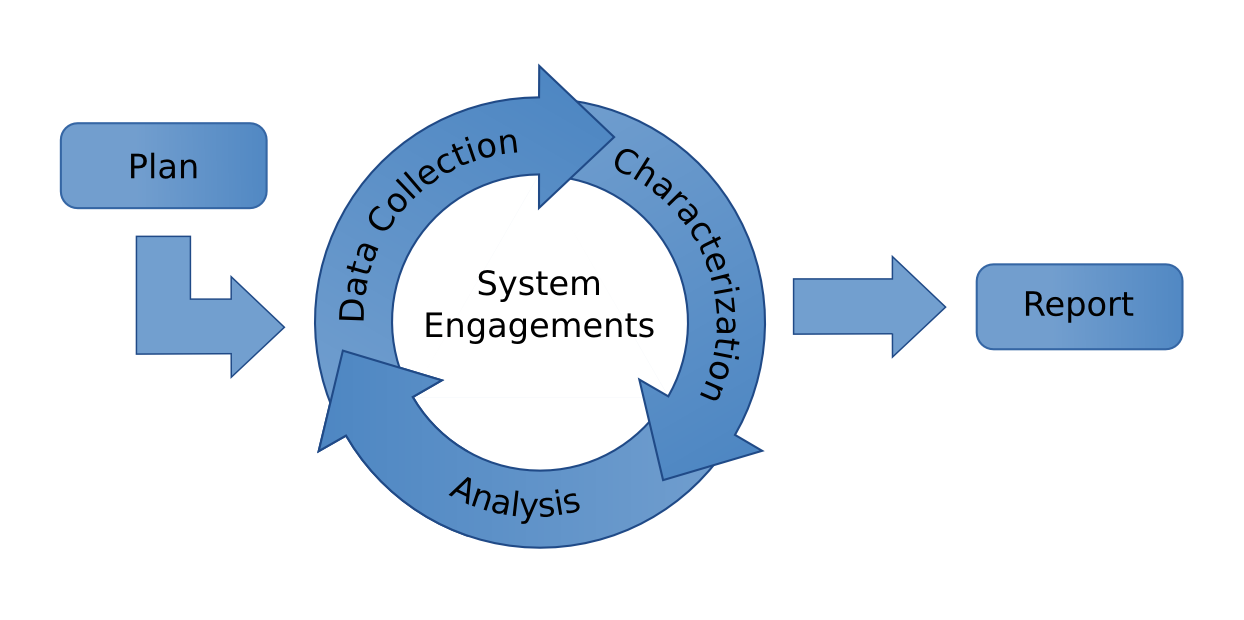 Plan
Data Collection
Characterization
System
Engagements
Analysis
Report